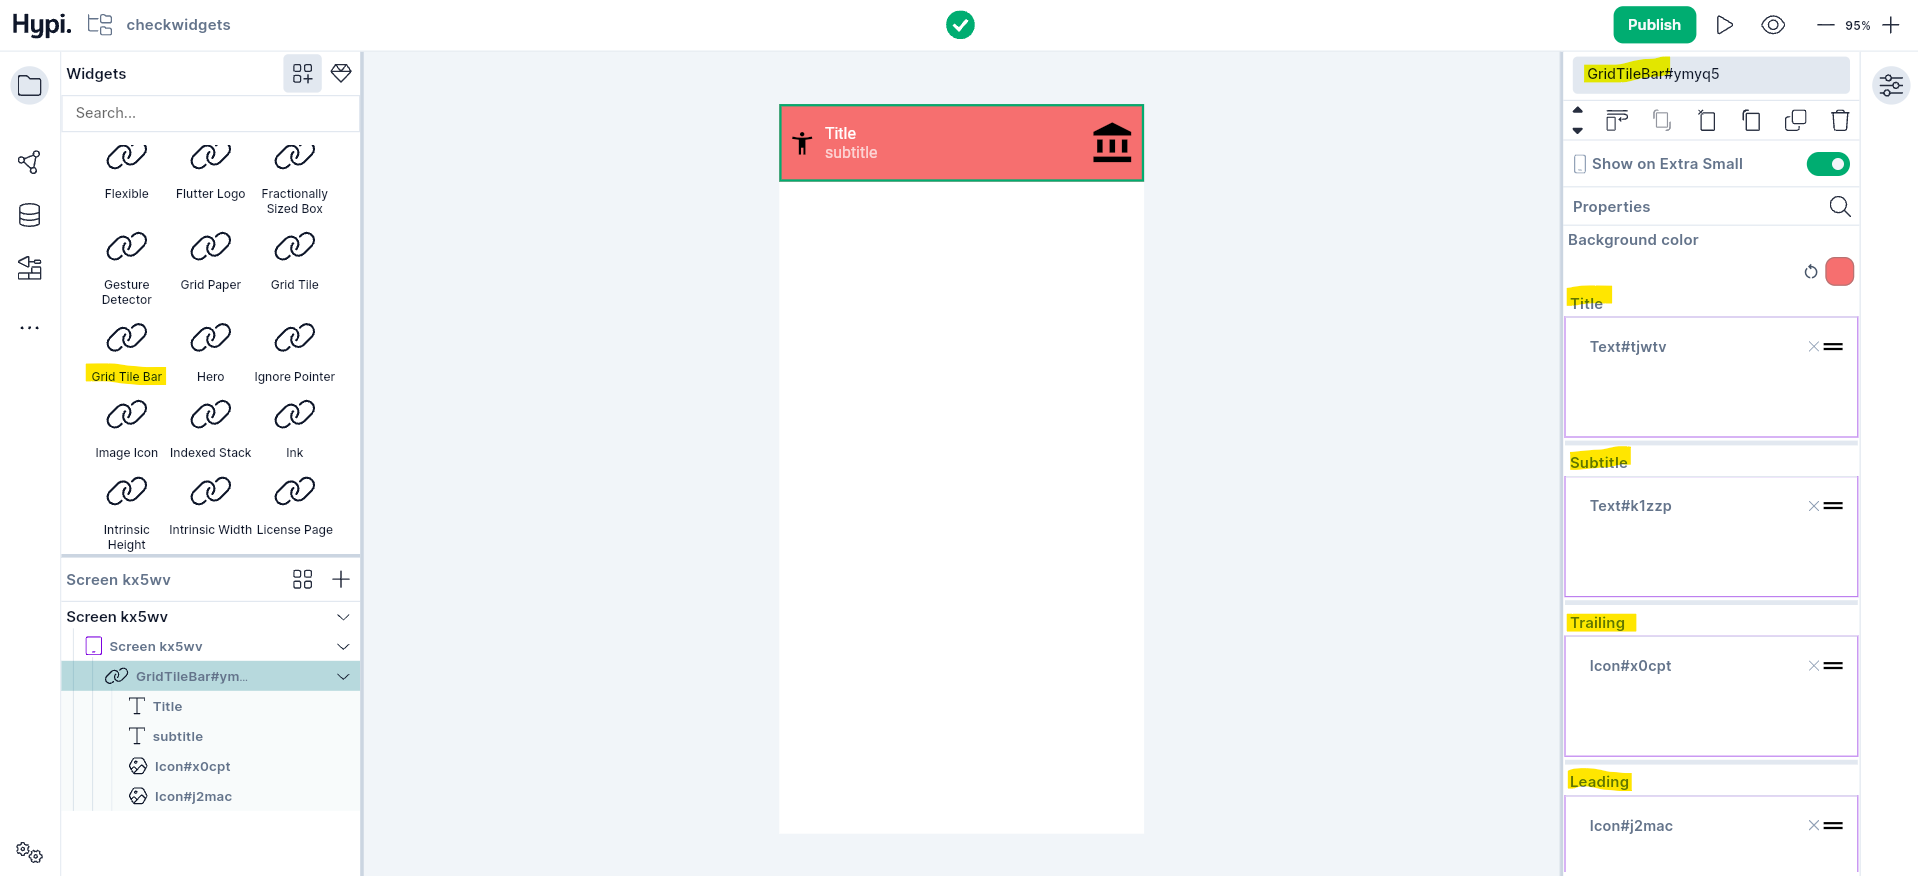 Hypi.
checkwidgets
Publish
95%
Widgets
Search...
Flexible
Flutter Logo
Fractionally
Sized Box
Gesture
Detector
Grid Paper
Grid Tile
Grid Tile Bar
Hero
Ignore Pointer
Image Icon
Indexed Stack
Ink
Intrinsic
Height
Intrinsic Width
License Page
Screen kx5wv
Screen kx5wv
Screen kx5wv
GridTileBar#ym...
Title
subtitle
Icon#x0cpt
Icon#j2mac
Title
subtitle
GridTileBar#ymyq5
Show on Extra Small
Properties
Background color
Title
Text#tjwtv
Subtitle
Text#k1zzp
Trailing
Icon#x0cpt
Leading
Icon#j2mac